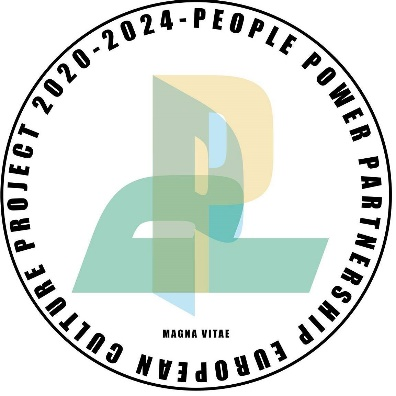 PEOPLE POWER PARTNERSHIP EUROPEAN CULTURE PROJECT 2020-2024-
MAGNA VITAE